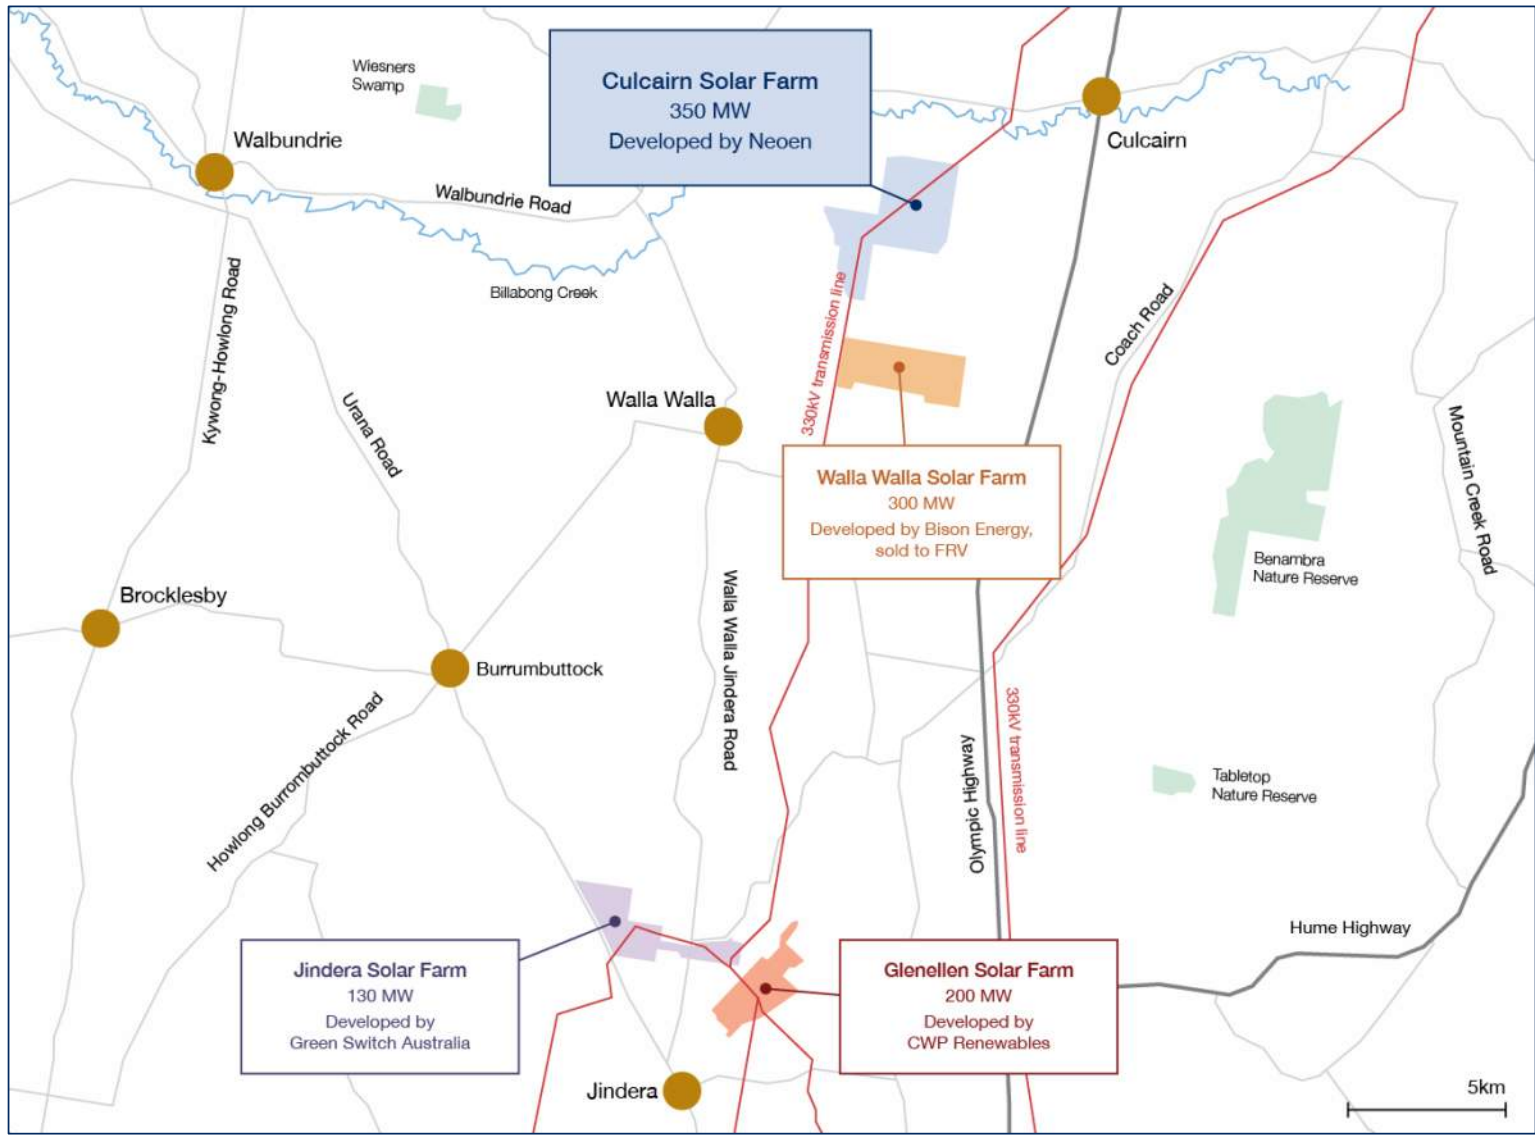 Wiesners
Swamp
Culcairn Solar Farm
350 MW
Developed by Neoen
Walbundrie
Culcairn
Walbundrie Road
Billabong Creek
Kywong-Howlong Road
330kV transmission line
Coach Road
Urana Road
Walla Walla
Mountain Creek Road
Walla Walla Solar Farm
300 MW
Developed by Bison Energy,
sold to FRV
Benambra
Nature Reserve
Brocklesby
Burrumbuttock
Walla Walla Jindera Road
Howlong Burrombuttock Road
Olympic Highway
330kV transmission line
Tabletop
Nature Reserve
Hume Highway
Jindera Solar Farm
130 MW
Developed by
Green Switch Australia
Glenellen Solar Farm
200 MW
Developed by
CWP Renewables
Jindera
5km